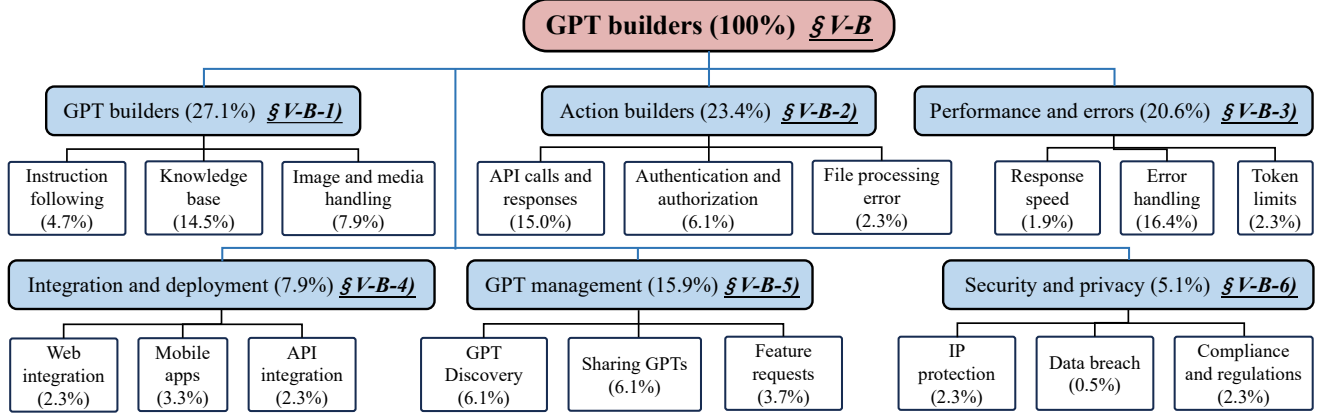 GPT builders (100%) § V-B
GPT builders (27.1%) § V-B-1)
Action builders (23.4%) § V-B-2)
Performance and errors (20.6%) § V-B-3)
Instruction
following
(4.7%)
Knowledge
base
(14.5%)
Image and media
handling
(7.9%)
API calls and
responses
(15.0%)
Authentication and
authorization
(6.1%)
File processing
error
(2.3%)
Response
speed
(1.9%)
Error
handling
(16.4%)
Token
limits
(2.3%)
Integration and deployment (7.9%) § V-B-4)
GPT management (15.9%) § V-B-5)
Security and privacy (5.1%) § V-B-6)
Web
integration
(2.3%)
Mobile
apps
(3.3%)
API
integration
(2.3%)
GPT
Discovery
(6.1%)
Sharing GPTs
(6.1%)
Feature
requests
(3.7%)
IP
protection
(2.3%)
Data breach
(0.5%)
Compliance
and regulations
(2.3%)